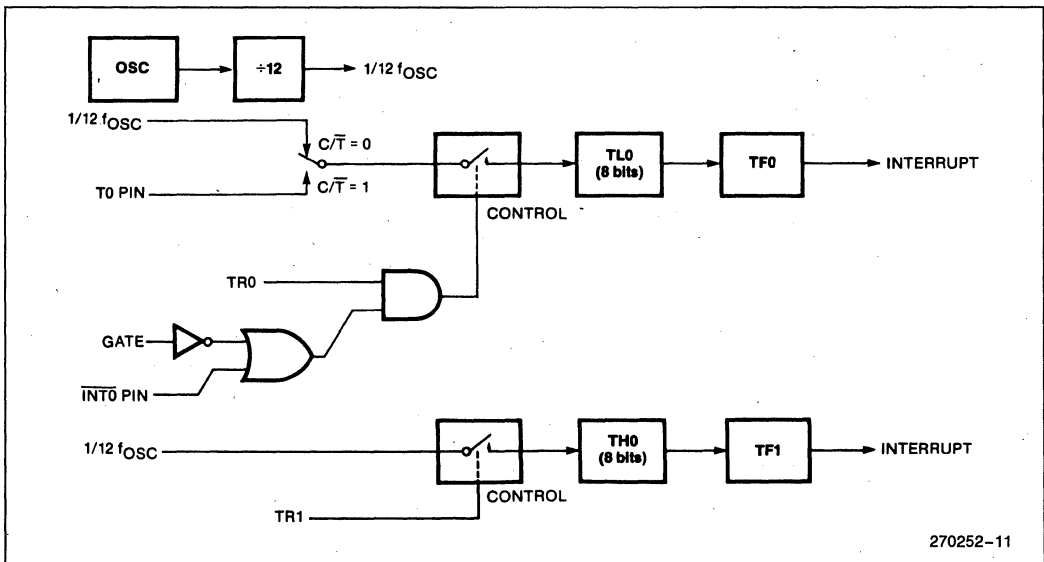 OSC
÷12
1/12 fOSC
1/12 fOSC
C/T̅ = 0
T0 PIN
C/T̅ = 1
CONTROL
TL0
(8 bits)
TF0
INTERRUPT
TR0
GATE
I̅N̅T̅0̅ PIN
1/12 fOSC
CONTROL
TH0
(8 bits)
TF1
INTERRUPT
TR1
270252-11